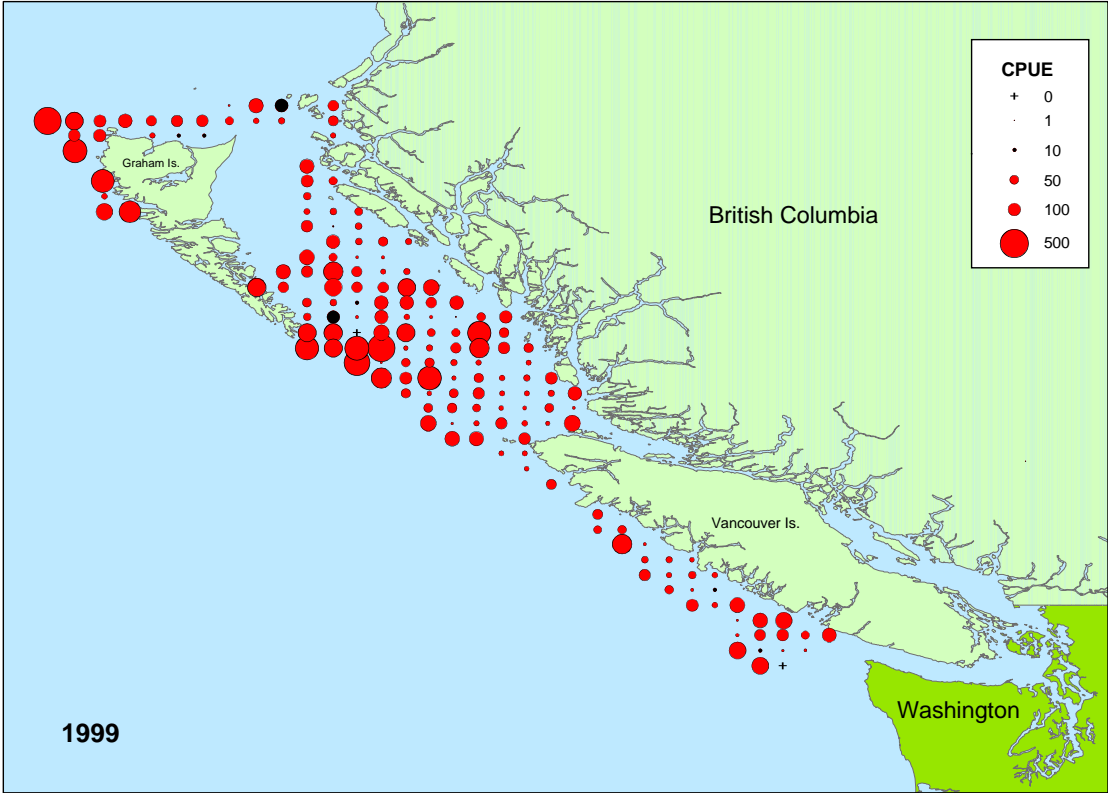 CPUE
+ 0
1
10
50
100
500
Graham Is.
British Columbia
Vancouver Is.
Washington
1999